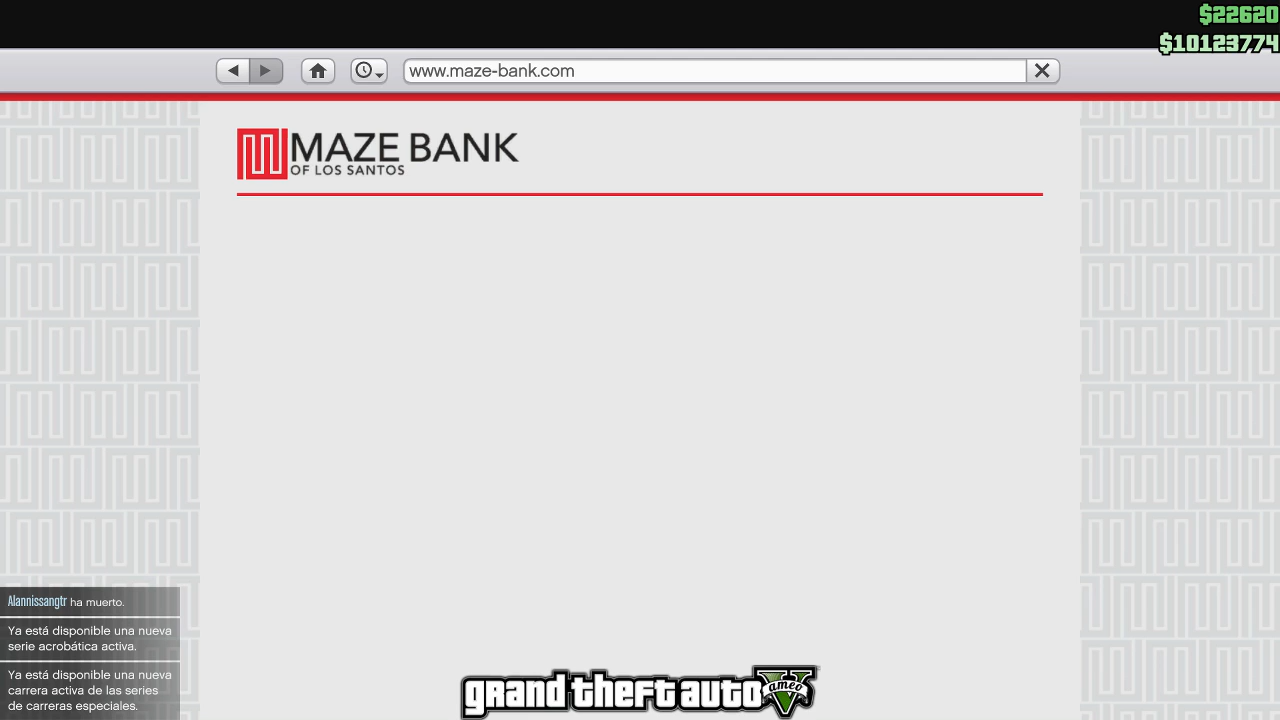 $22620
$10123774
www.maze-bank.com
MAZE BANK
OF LOS SANTOS
Alannissangtr ha muerto.
Ya está disponible una nueva
serie acrobática activa.
Ya está disponible una nueva
carrera activa de las series
de carreras especiales.
grand theft auto V
ameo